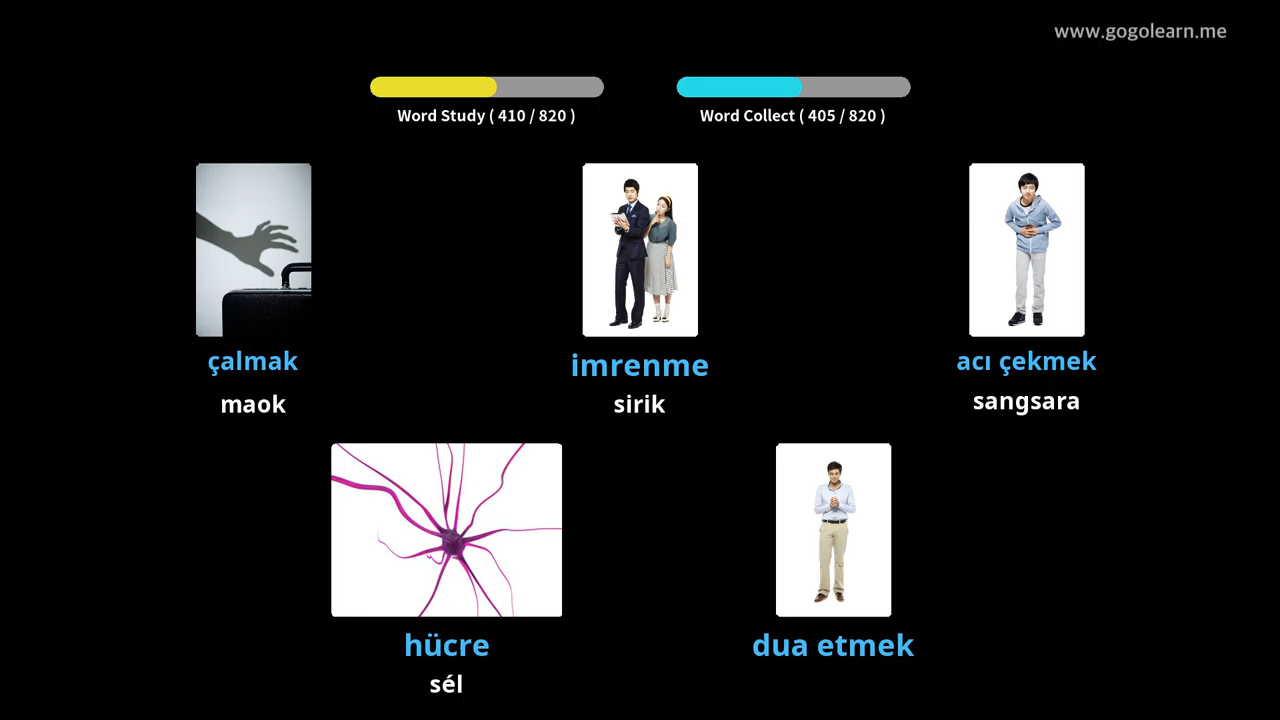 www.gogolearn.me
Word Study ( 410 / 820 )
Word Collect ( 405 / 820 )
çalmak
maok
imrenme
sirik
acı çekmek
sangsara
hücre
sél
dua etmek